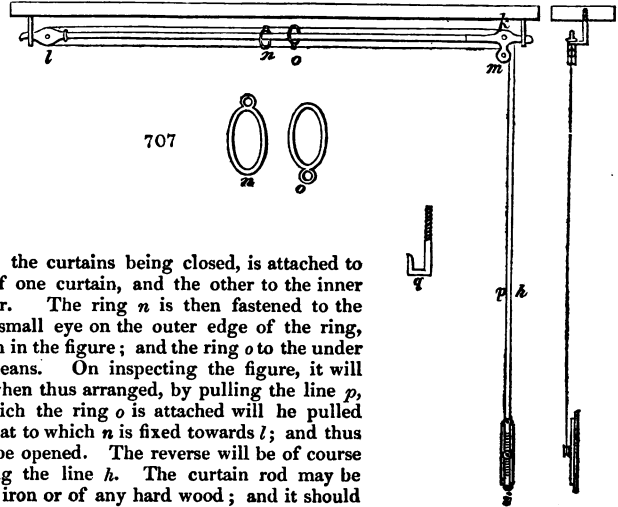 k
l
n
o
m
707
n
o
q
p h
the curtains being closed, is attached to
f one curtain, and the other to the inner
r. The ring n is then fastened to the
small eye on the outer edge of the ring,
n in the figure; and the ring o to the under
eans. On inspecting the figure, it will
hen thus arranged, by pulling the line p,
ich the ring o is attached will he pulled
at to which n is fixed towards l; and thus
be opened. The reverse will be of course
ng the line h. The curtain rod may be
iron or of any hard wood; and it should